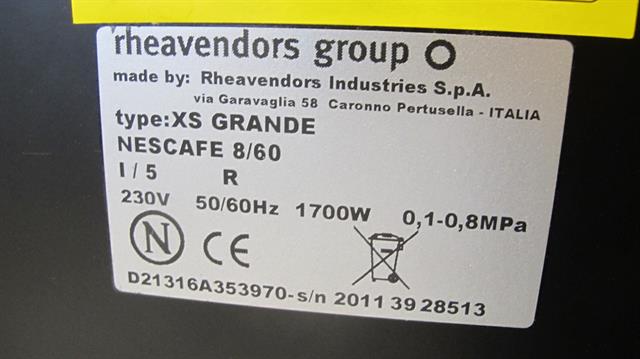 rheavendors group
made by: Rheavendors Industries S.p.A.
via Garavaglia 58 Caronno Pertusella - ITALIA
type:XS GRANDE
NESCAFE 8/60
I / 5 R
230V 50/60Hz 1700W 0,1-0,8MPa
N CE
D21316A353970-s/n 2011 39 28513